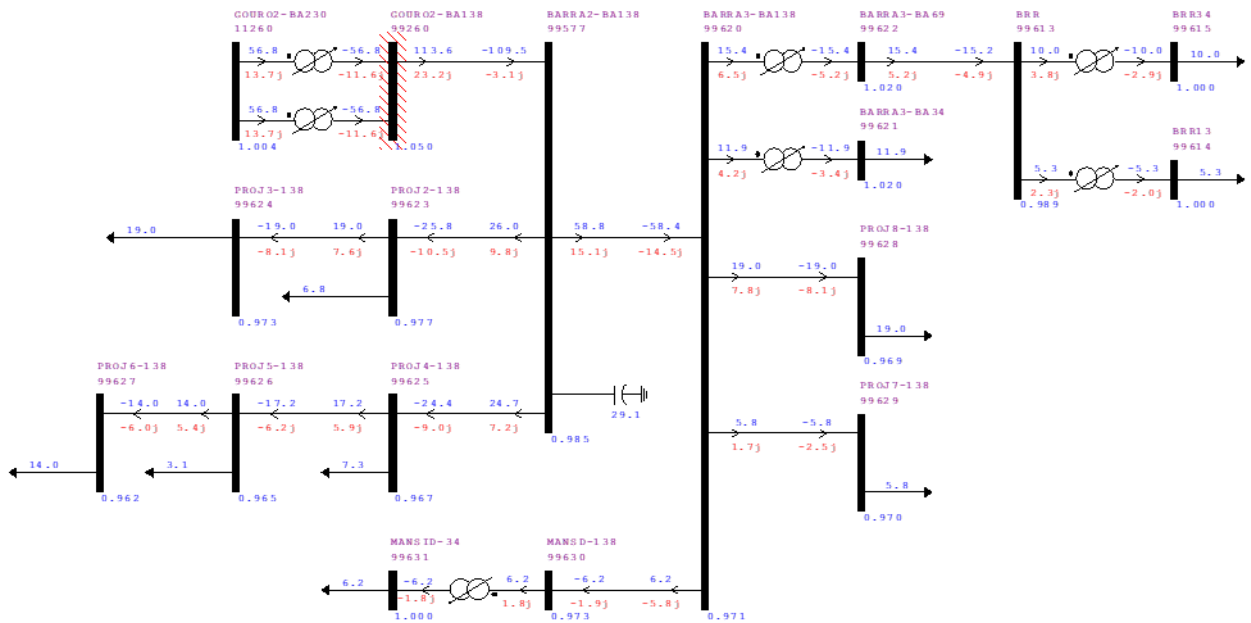 GOURO2-BA230 GOURO2-BA138 BARRA2-BA138 BARRA3-BA138 BARRA3-BA69 BRR BRR34
11260 99260 99577 99620 99622 99613 99615
56.8 -56.8 113.6 -109.5 15.4 -15.4 15.4 -15.2 10.0 -10.0 10.0
13.7j -11.6j 23.2j -3.1j 6.5j -5.2j 5.2j -4.9j 3.8j -2.9j
1.020 1.000
56.8 -56.8 BARRA3-BA34
13.7j -11.6j 99621 BRR13
1.004 1.050 11.9 -11.9 11.9 99614
4.2j -3.4j 5.3 -5.3 5.3
1.020 2.3j -2.0j
PROJ3-138 PROJ2-138 0.989 1.000
99624 99623
19.0 -19.0 19.0 -25.8 26.0 58.8 -58.4 PROJ8-138
-8.1j 7.6j -10.5j 9.8j 15.1j -14.5j 99628
19.0 -19.0
7.8j -8.1j
6.8
0.973 0.977 19.0
0.969
PROJ6-138 PROJ5-138 PROJ4-138
99627 99626 99625 PROJ7-138
99629
-14.0 14.0 -17.2 17.2 -24.4 24.7 29.1
-6.0j 5.4j -6.2j 5.9j -9.0j 7.2j
0.985 5.8 -5.8
1.7j -2.5j
14.0 3.1 7.3
0.962 0.965 0.967 5.8
0.970
MANSID-34 MANSD-138
99631 99630
6.2 -6.2 6.2 -6.2 6.2
-1.8j 1.8j -1.9j -5.8j
1.000 0.973 0.971